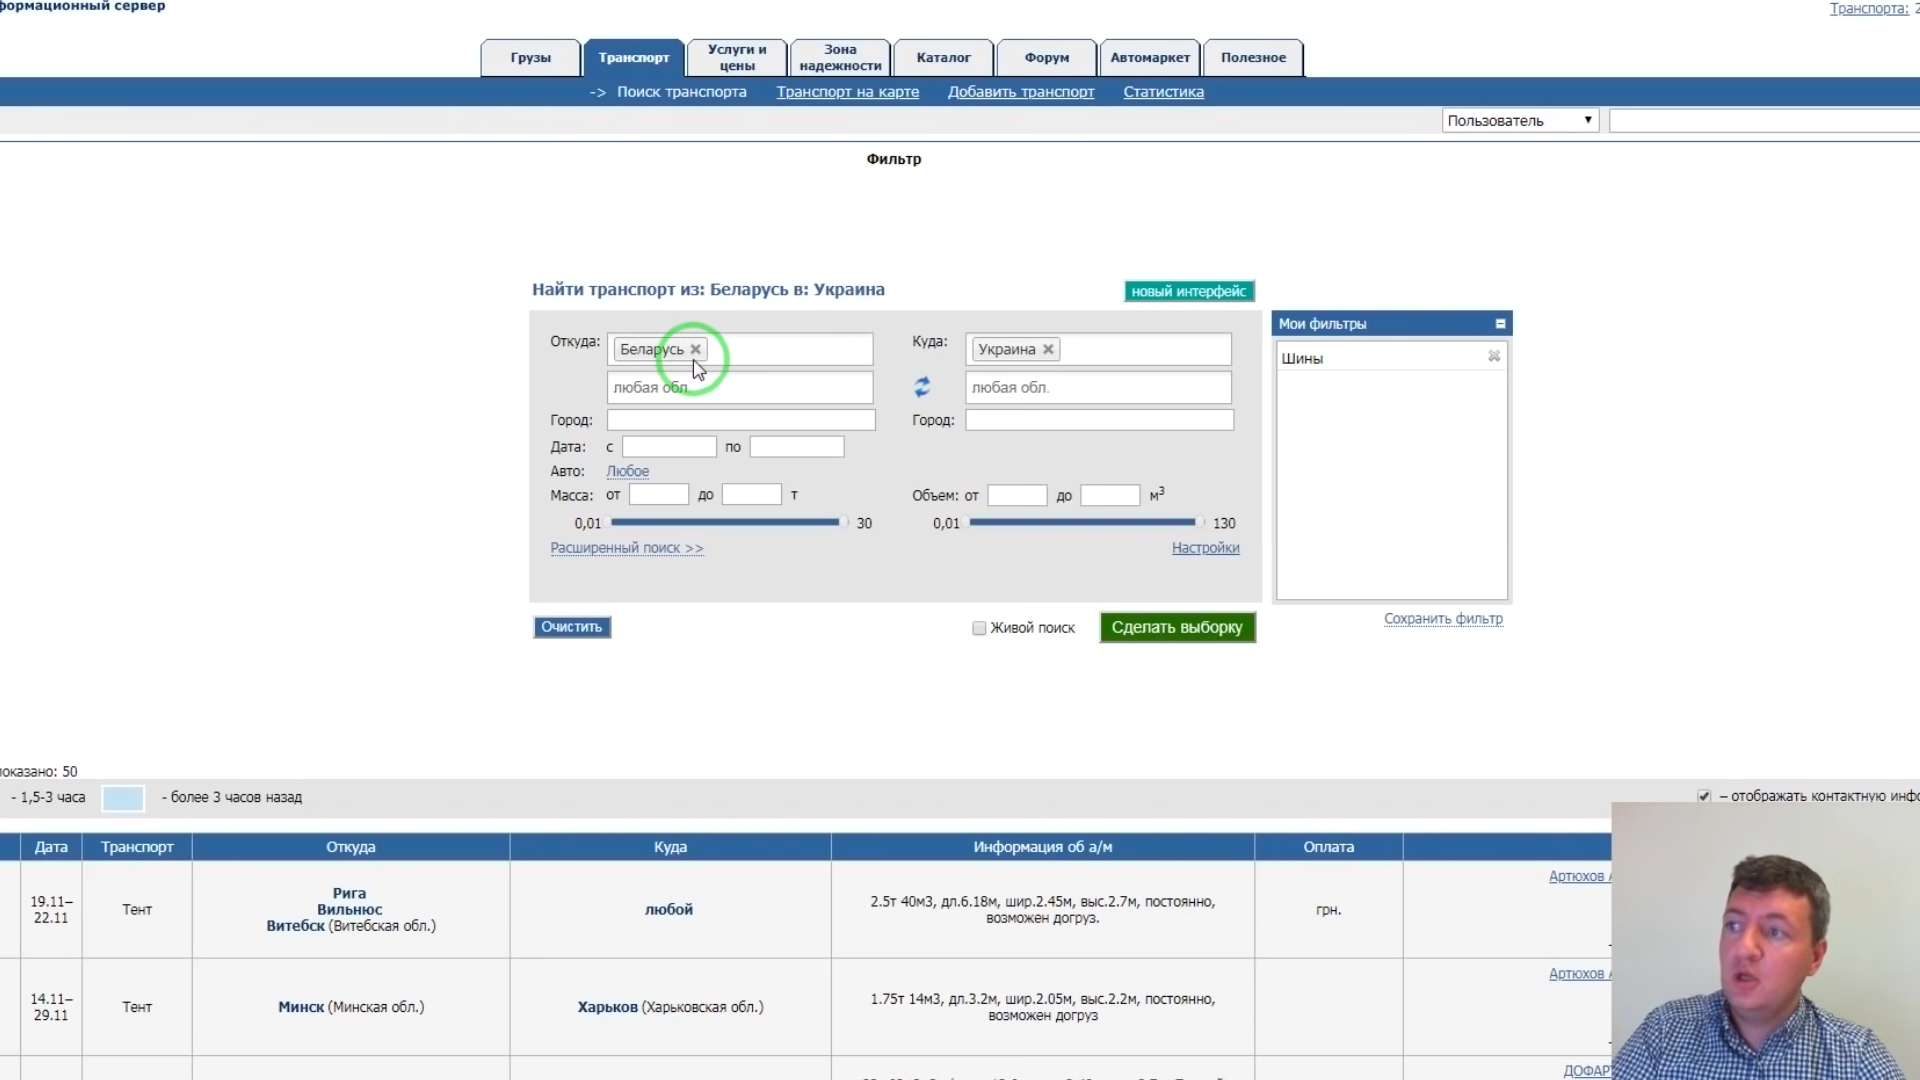 формационный сервер
Транспорта: 2
Грузы
Транспорт
Услуги и
цены
Зона
надежности
Каталог
Форум
Автомаркет
Полезное
-> Поиск транспорта Транспорт на карте Добавить транспорт Статистика
Пользователь
Фильтр
Найти транспорт из: Беларусь в: Украина
новый интерфейс
Мои фильтры
Откуда: Беларусь
Куда: Украина
Шины
любая обл.
любая обл.
Город:
Город:
Дата: с по
Авто: Любое
Масса: от до т
Объем: от до м³
0,01 30
0,01 130
Расширенный поиск >>
Настройки
Очистить
Живой поиск
Сделать выборку
Сохранить фильтр
показано: 50
- 1,5-3 часа - более 3 часов назад
– отображать контактную инфо
Дата Транспорт Откуда Куда Информация об а/м Оплата
19.11–
22.11
Тент
Рига
Вильнюс
Витебск (Витебская обл.)
любой
2.5т 40м3, дл.6.18м, шир.2.45м, выс.2.7м, постоянно,
возможен догруз.
грн.
Артюхов
14.11–
29.11
Тент
Минск (Минская обл.)
Харьков (Харьковская обл.)
1.75т 14м3, дл.3.2м, шир.2.05м, выс.2.2м, постоянно,
возможен догруз
Артюхов
ДОФАР